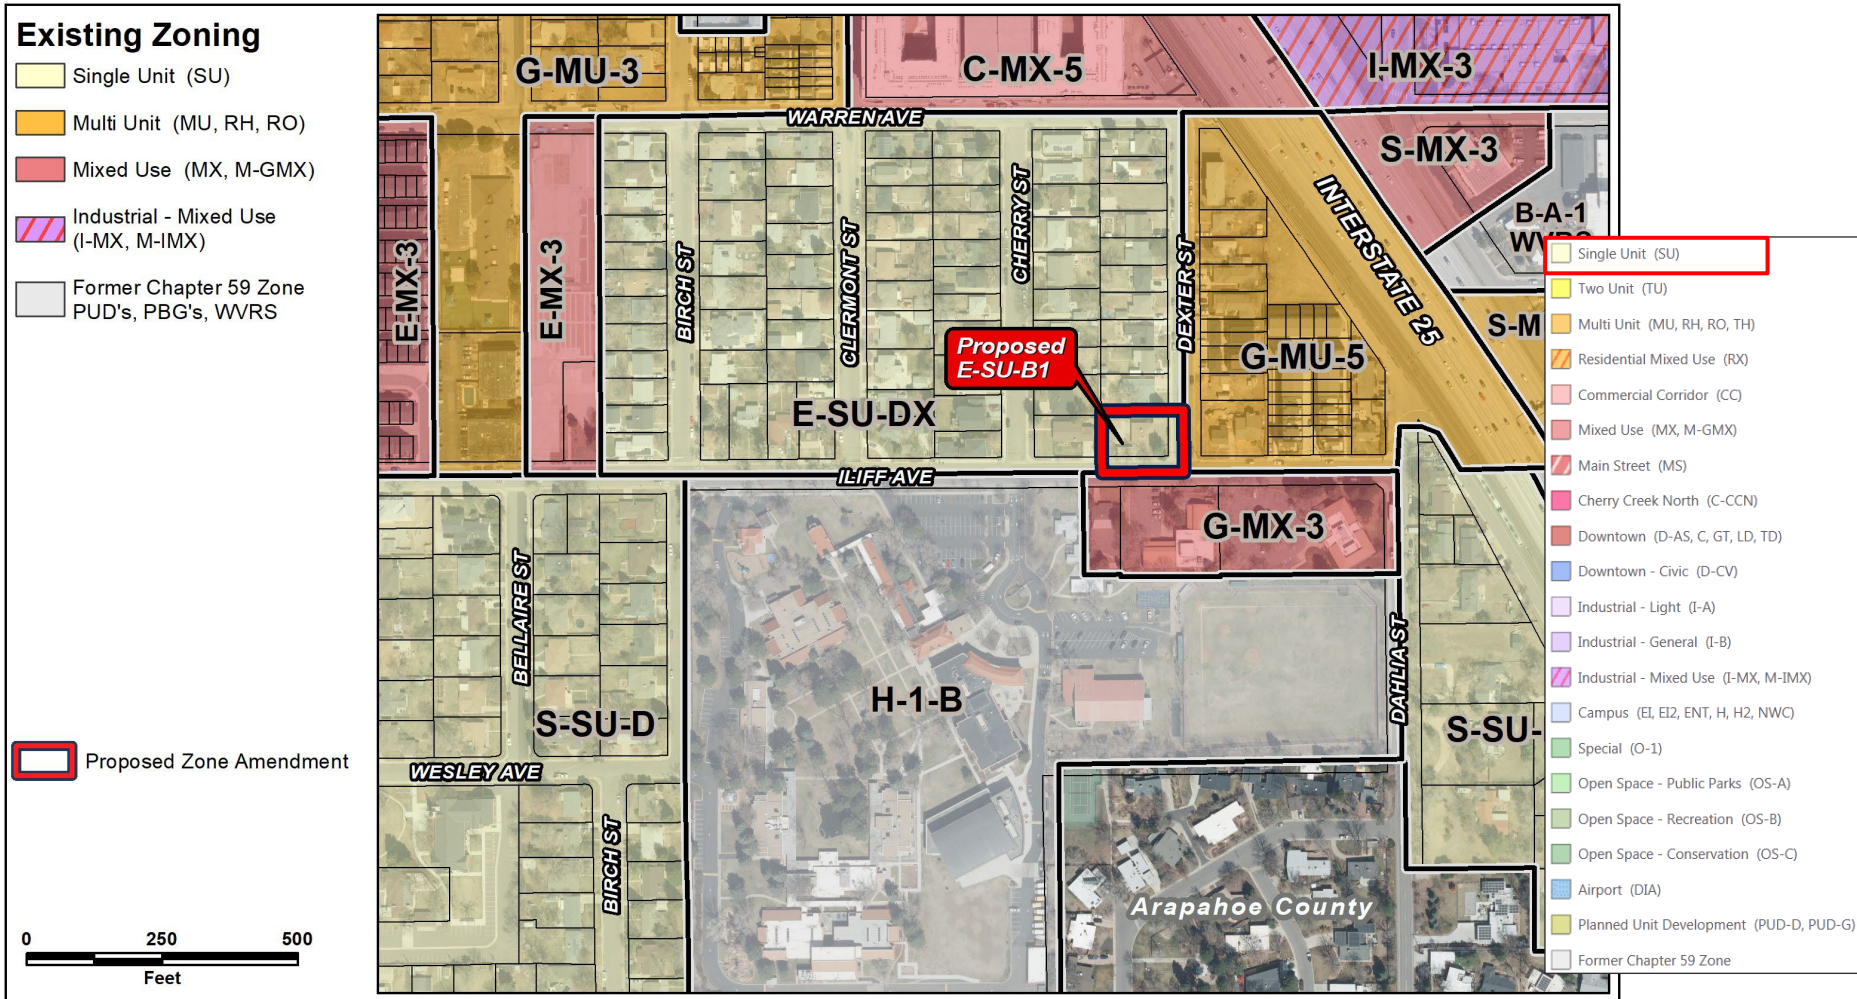 Existing Zoning
Single Unit (SU)
Multi Unit (MU, RH, RO)
Mixed Use (MX, M-GMX)
Industrial - Mixed Use
(I-MX, M-IMX)
Former Chapter 59 Zone
PUD's, PBG's, WVRS
Proposed Zone Amendment
0 250 500
Feet
G-MU-3
C-MX-5
I-MX-3
WARREN AVE
S-MX-3
E-MX-3
E-MX-3
BIRCH ST
CLERMONT ST
CHERRY ST
DEXTER ST
INTERSTATE 25
B-A-1
S-M
G-MU-5
Proposed
E-SU-B1
E-SU-DX
ILIFF AVE
G-MX-3
BELLAIRE ST
H-1-B
DAHLIA ST
S-SU-D
S-SU-
WESLEY AVE
BIRCH ST
Arapahoe County
Single Unit (SU)
Two Unit (TU)
Multi Unit (MU, RH, RO, TH)
Residential Mixed Use (RX)
Commercial Corridor (CC)
Mixed Use (MX, M-GMX)
Main Street (MS)
Cherry Creek North (C-CCN)
Downtown (D-AS, C, GT, LD, TD)
Downtown - Civic (D-CV)
Industrial - Light (I-A)
Industrial - General (I-B)
Industrial - Mixed Use (I-MX, M-IMX)
Campus (EI, EI2, ENT, H, H2, NWC)
Special (O-1)
Open Space - Public Parks (OS-A)
Open Space - Recreation (OS-B)
Open Space - Conservation (OS-C)
Airport (DIA)
Planned Unit Development (PUD-D, PUD-G)
Former Chapter 59 Zone